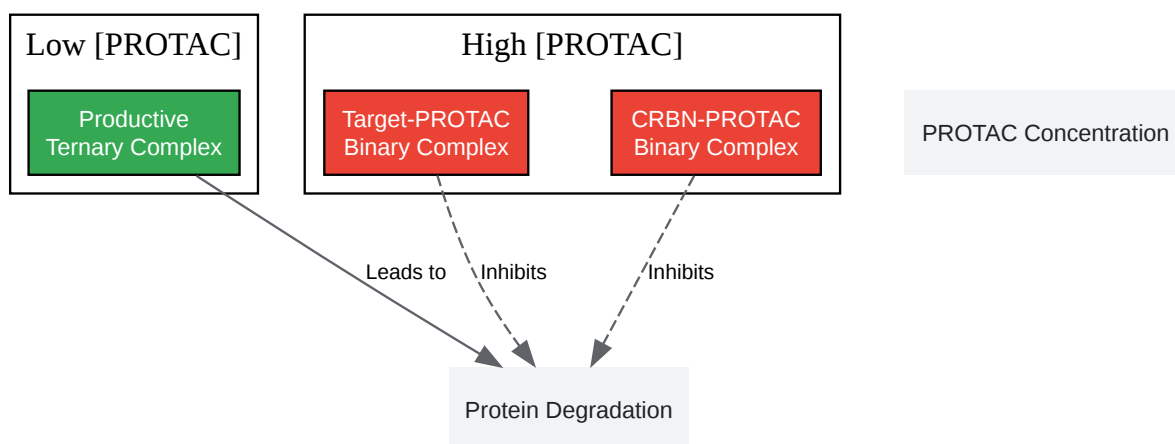 Low [PROTAC]
High [PROTAC]
Productive
Ternary Complex
Target-PROTAC
Binary Complex
CRBN-PROTAC
Binary Complex
PROTAC Concentration
Leads to
Inhibits
Inhibits
Protein Degradation